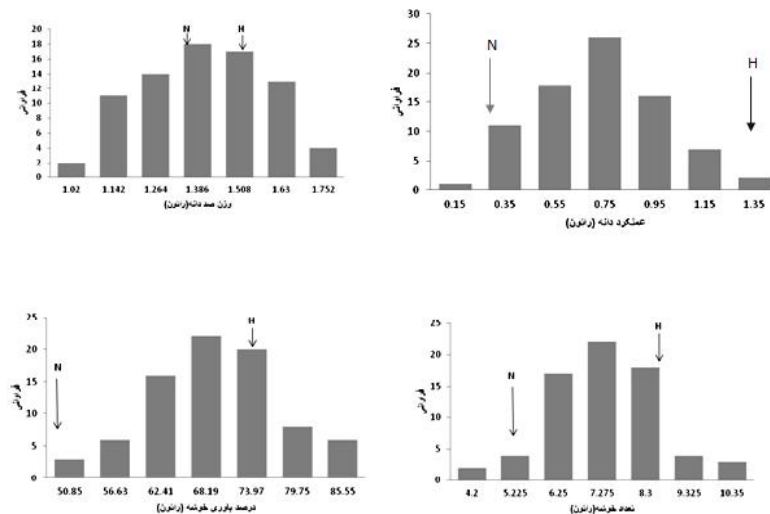 20
18
16
14
12
10
8
6
4
2
0
فراوانی
N
H
1.02 1.142 1.264 1.386 1.508 1.63 1.752
وزن صد دانه(راتون)
30
25
20
15
10
5
0
فراوانی
N
H
0.15 0.35 0.55 0.75 0.95 1.15 1.35
عملکرد دانه (راتون)
25
20
15
10
5
0
فراوانی
N
H
50.85 56.63 62.41 68.19 73.97 79.75 85.55
درصد باوری خوشه (راتون)
25
20
15
10
5
0
فراوانی
N
H
4.2 5.225 6.25 7.275 8.3 9.325 10.35
تعداد خوشه(راتون)